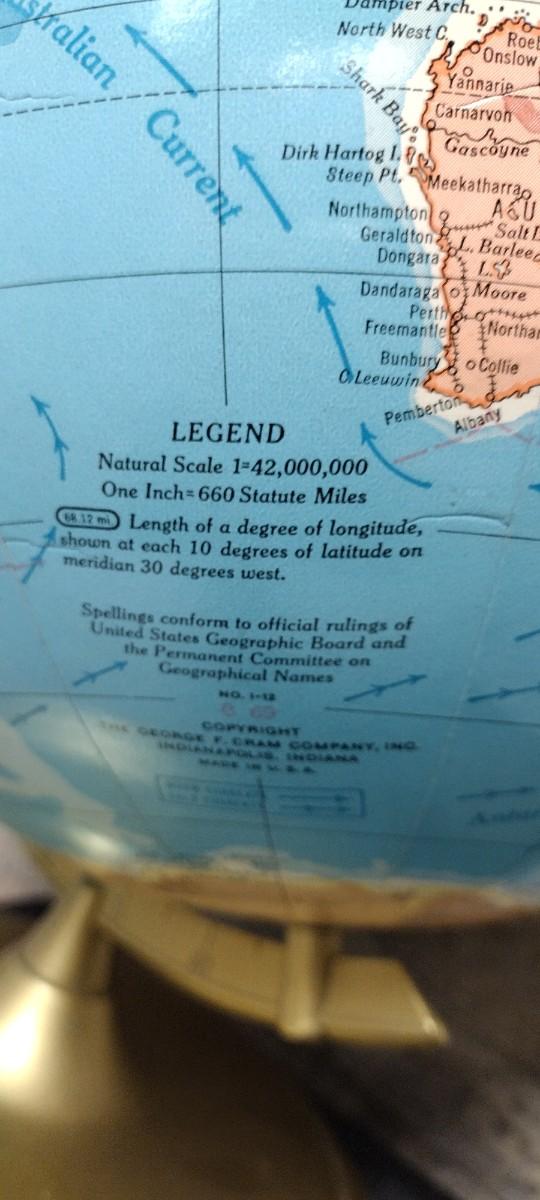 Dampier Arch.
North West C.
Onslow
Yannarie
Shark Bay
Carnarvon
Dirk Hartog I.
Gascoyne
Steep Pt.
Meekatharra
Northampton
Geraldton
L. Barlee
Dongara
Dandaraga
L. Moore
Perth
Freemantle
Bunbury
Collie
C. Leeuwin
Pemberton
Albany
Current
LEGEND
Natural Scale 1=42,000,000
One Inch=660 Statute Miles
68.12 mi. Length of a degree of longitude,
shown at each 10 degrees of latitude on
meridian 30 degrees west.
Spellings conform to official rulings of
United States Geographic Board and
the Permanent Committee on
Geographical Names
NO. 1-12
COPYRIGHT
THE GEORGE F. CRAM COMPANY, INC.
INDIANAPOLIS, INDIANA
MADE IN U.S.A.